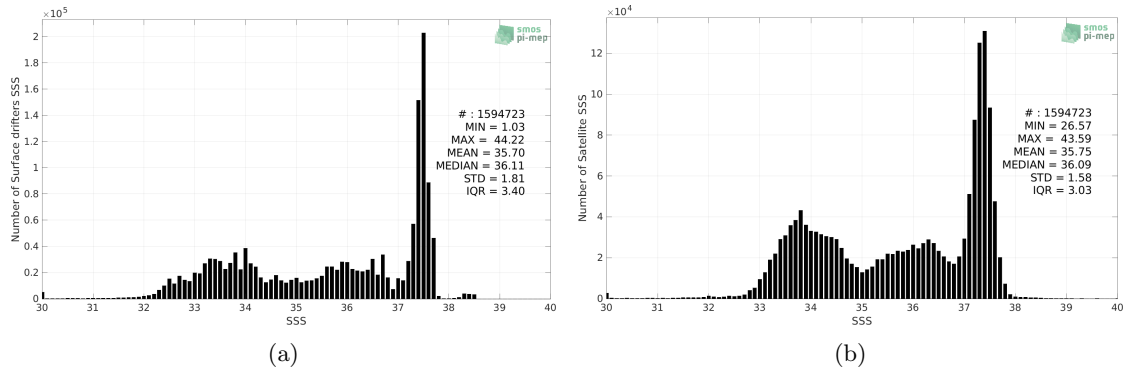 ×10⁵
smos
pi-mep
Number of Surface drifters SSS
2
1.8
1.6
1.4
1.2
1
0.8
0.6
0.4
0.2
0
# : 1594723
MIN = 1.03
MAX = 44.22
MEAN = 35.70
MEDIAN = 36.11
STD = 1.81
IQR = 3.40
30 31 32 33 34 35 36 37 38 39 40
SSS
(a)
×10⁴
smos
pi-mep
Number of Satellite SSS
12
10
8
6
4
2
0
# : 1594723
MIN = 26.57
MAX = 43.59
MEAN = 35.75
MEDIAN = 36.09
STD = 1.58
IQR = 3.03
30 31 32 33 34 35 36 37 38 39 40
SSS
(b)